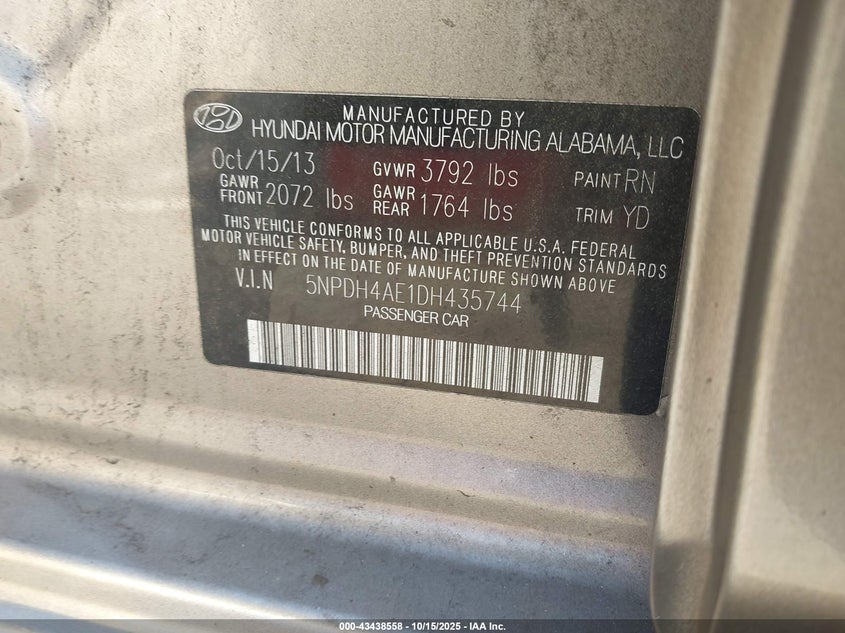 MANUFACTURED BY
HYUNDAI MOTOR MANUFACTURING ALABAMA, LLC
Oct/15/13 GVWR 3792 lbs PAINT RN
GAWR FRONT 2072 lbs GAWR REAR 1764 lbs TRIM YD
THIS VEHICLE CONFORMS TO ALL APPLICABLE U.S.A. FEDERAL
MOTOR VEHICLE SAFETY, BUMPER, AND THEFT PREVENTION STANDARDS
IN EFFECT ON THE DATE OF MANUFACTURE SHOWN ABOVE
V.I.N 5NPDH4AE1DH435744
PASSENGER CAR
000-43438558 - 10/15/2025 - IAA Inc.